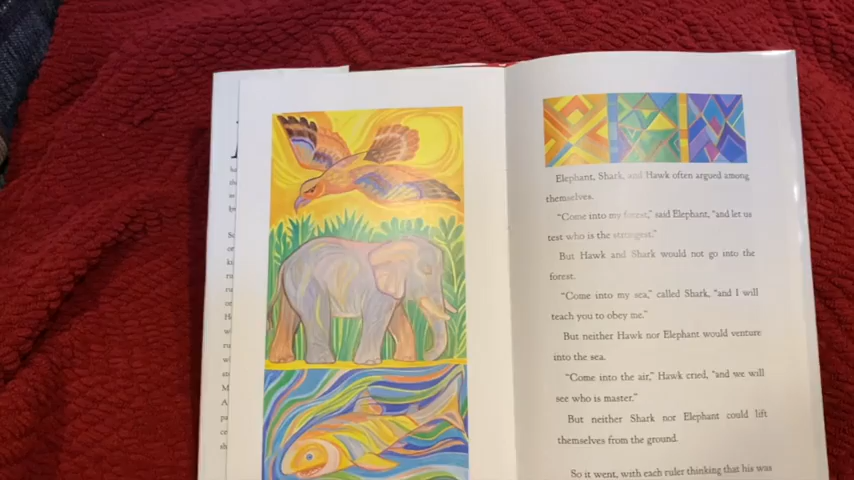 Elephant, Shark, and Hawk often argued among
themselves.
"Come into my forest," said Elephant, "and let us
test who is the strongest."
But Hawk and Shark would not go into the
forest.
"Come into my sea," called Shark, "and I will
teach you to obey me."
But neither Hawk nor Elephant would venture
into the sea.
"Come into the air," Hawk cried, "and we will
see who is master."
But neither Shark nor Elephant could lift
themselves from the ground.
So it went, with each ruler thinking that his was